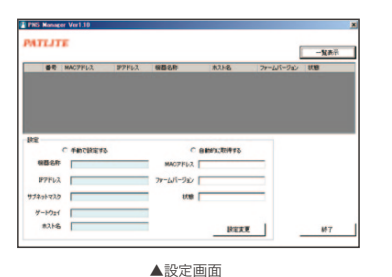 PNS Manager Ver1.10
PATLITE
一覧表示
番号 MACアドレス IPアドレス 機器名称 ホスト名 ファームバージョン 状態
設定
手動で設定する 自動的に取得する
機器名称 MACアドレス
IPアドレス ファームバージョン
サブネットマスク 状態
ゲートウェイ
ホスト名 設定変更 終了
▲設定画面